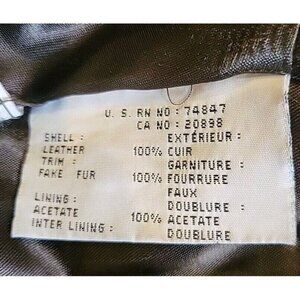 U.S. RN NO: 74847
CA NO: 20898
SHELL: EXTÉRIEUR:
LEATHER 100% CUIR
TRIM: GARNITURE:
FAKE FUR 100% FOURRURE
FAUX
LINING: DOUBLURE:
ACETATE 100% ACETATE
INTER LINING: DOUBLURE